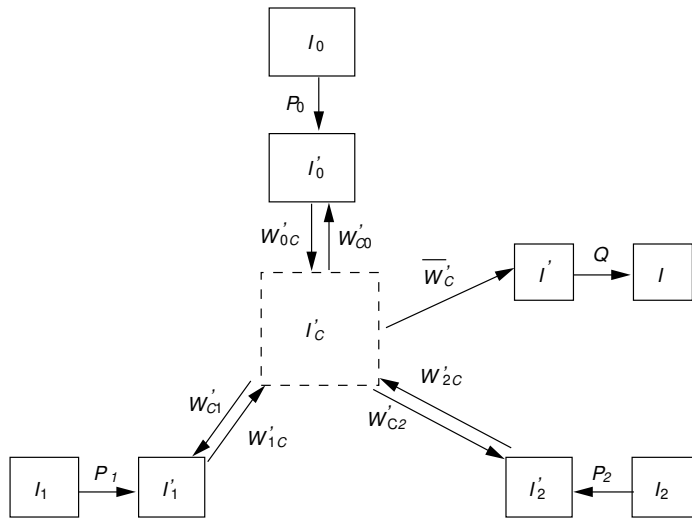 I₀
P₀
I'₀
W'₀C W'C₀
W̅'C I' Q I
I'C
W'₂C
W'C₁ W'C₂
W'₁C
I₁ P₁ I'₁ I'₂ P₂ I₂